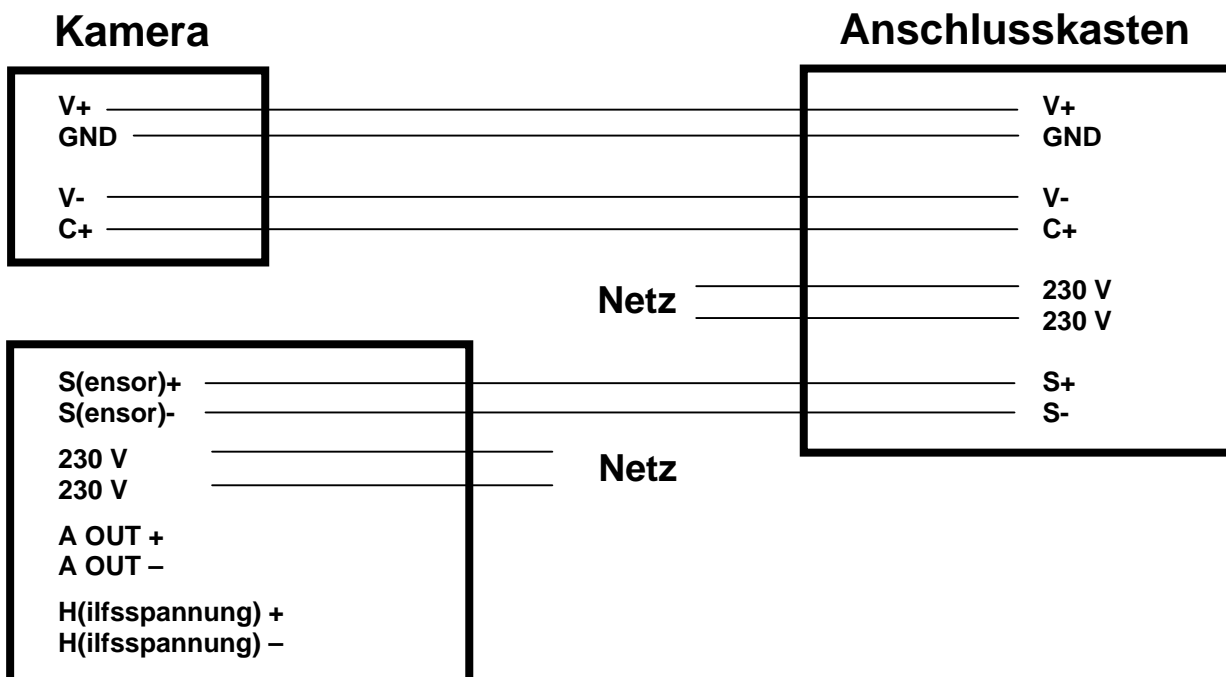 Kamera
Anschlusskasten
V+
GND
V-
C+
V+
GND
V-
C+
Netz
230 V
230 V
S(ensor)+
S(ensor)-
230 V
230 V
A OUT +
A OUT –
H(ilfsspannung) +
H(ilfsspannung) –
S+
S-
Netz